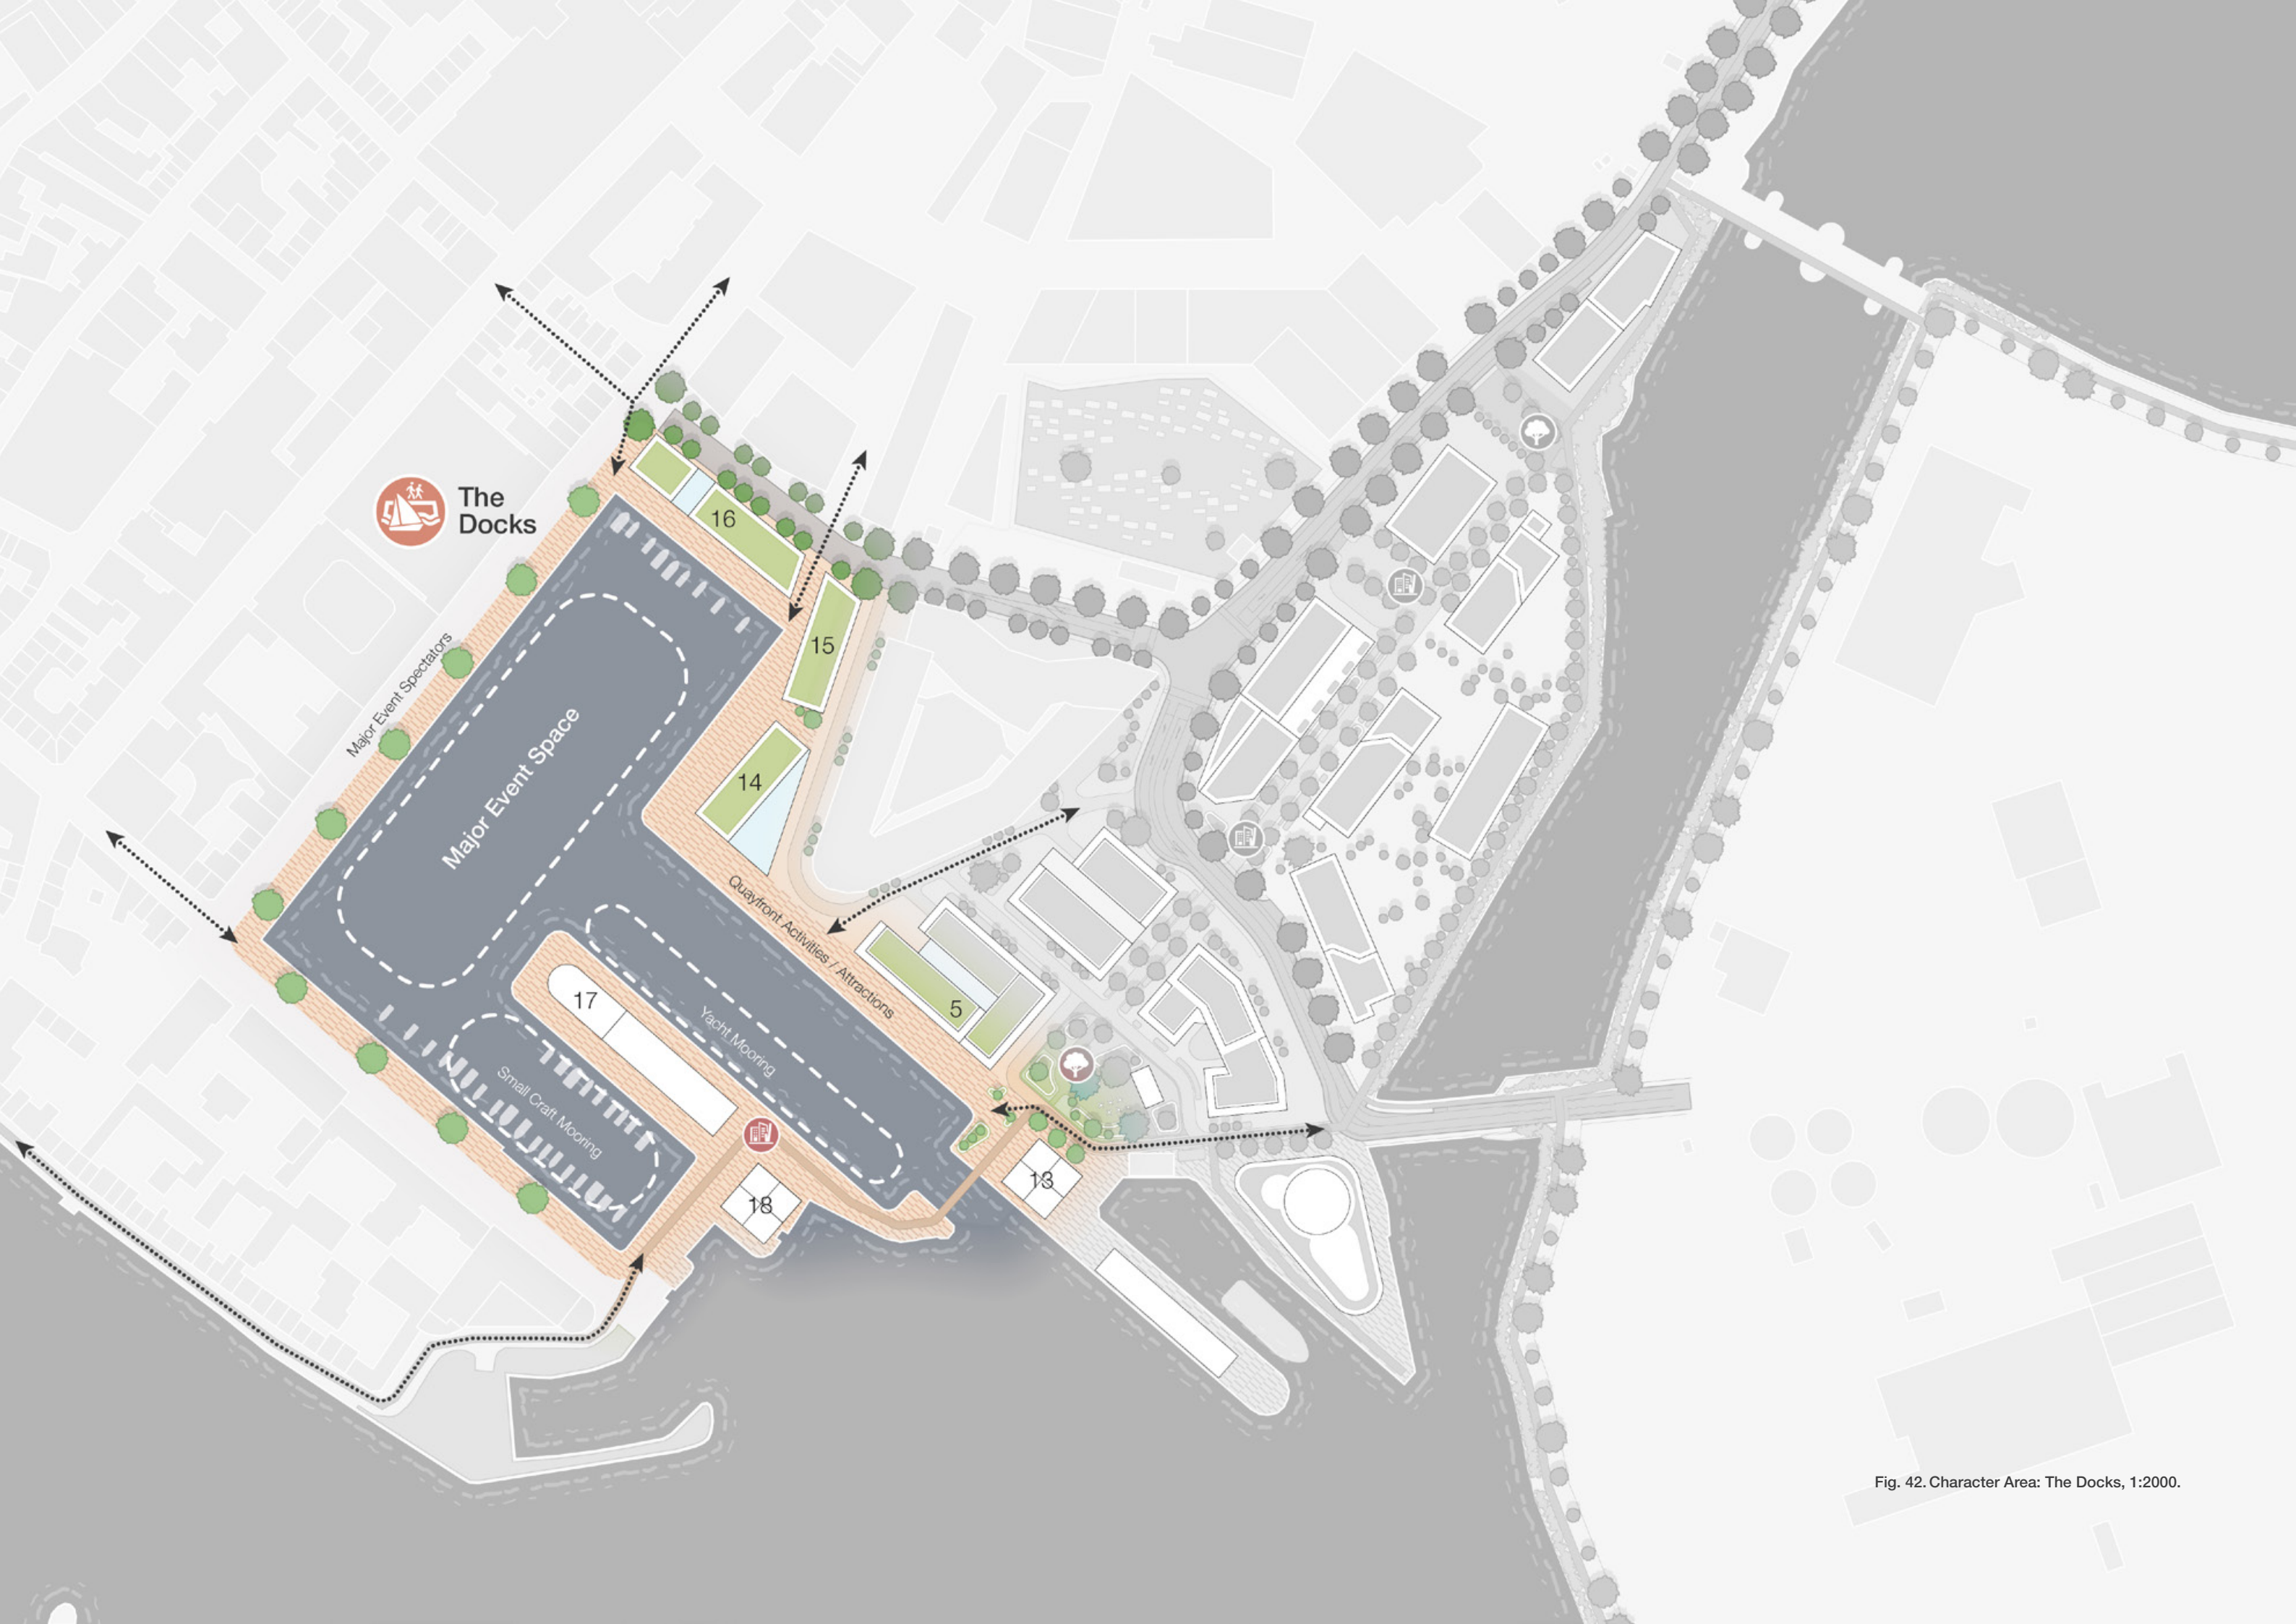 The
Docks
16
15
14
Major Event Spectators
Major Event Space
Quayfront Activities / Attractions
5
17
Yacht Mooring
Small Craft Mooring
13
18
Fig. 42. Character Area: The Docks, 1:2000.